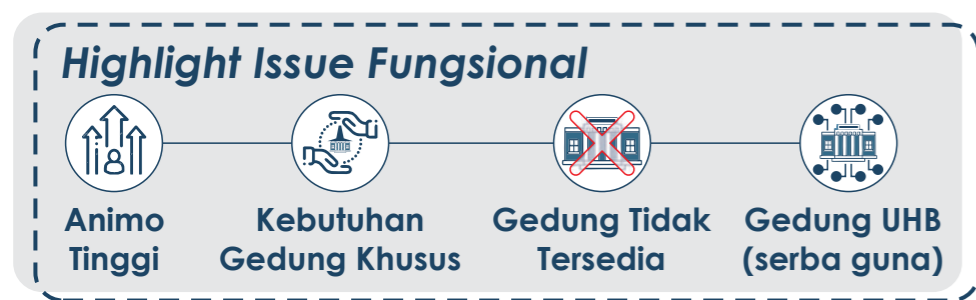 Highlight Issue Fungsional
Animo
Tinggi
Kebutuhan
Gedung Khusus
Gedung Tidak
Tersedia
Gedung UHB
(serba guna)